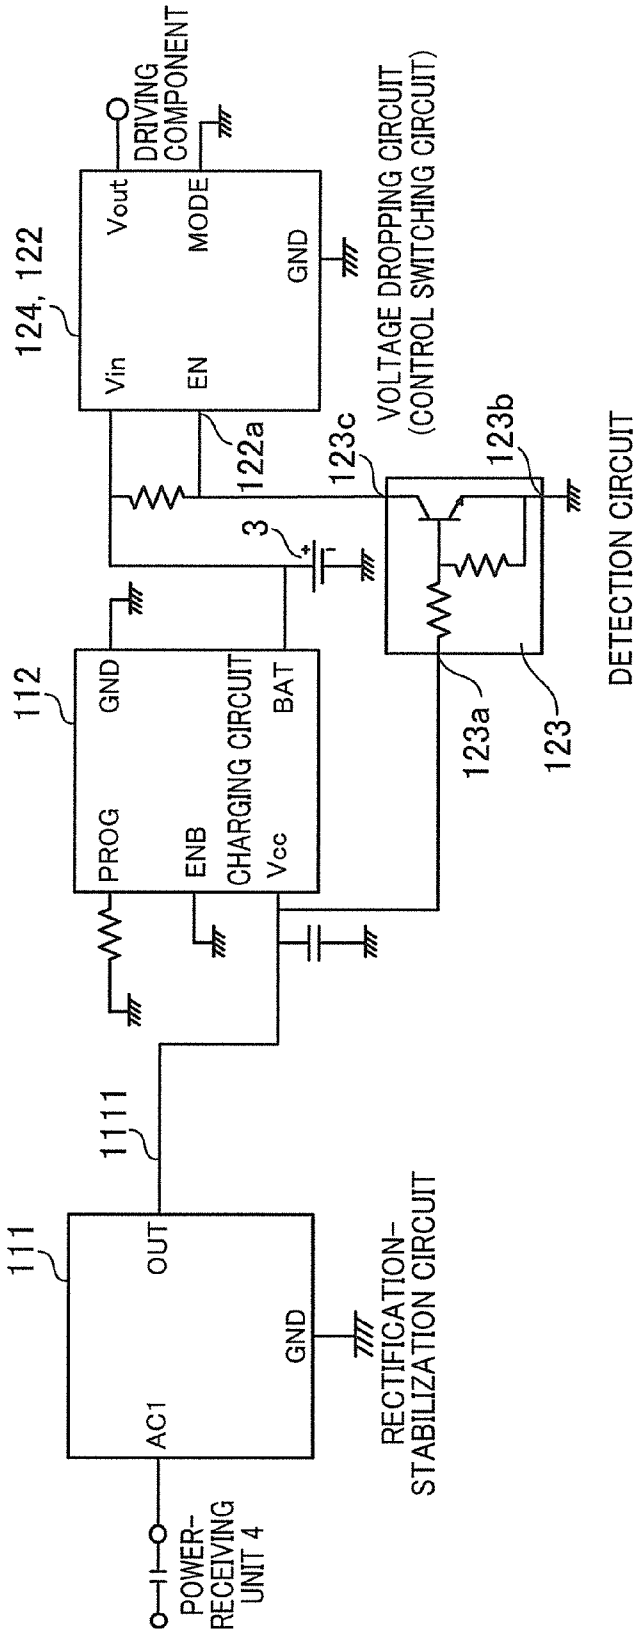 POWER-
RECEIVING
UNIT 4
111
AC1
OUT
GND
RECTIFICATION-
STABILIZATION CIRCUIT
1111
112
PROG
GND
ENB
CHARGING CIRCUIT
Vcc
BAT
3
+
-
124, 122
Vin
Vout
EN
MODE
GND
DRIVING
COMPONENT
122a
VOLTAGE DROPPING CIRCUIT
(CONTROL SWITCHING CIRCUIT)
123c
123b
123a
123
DETECTION CIRCUIT